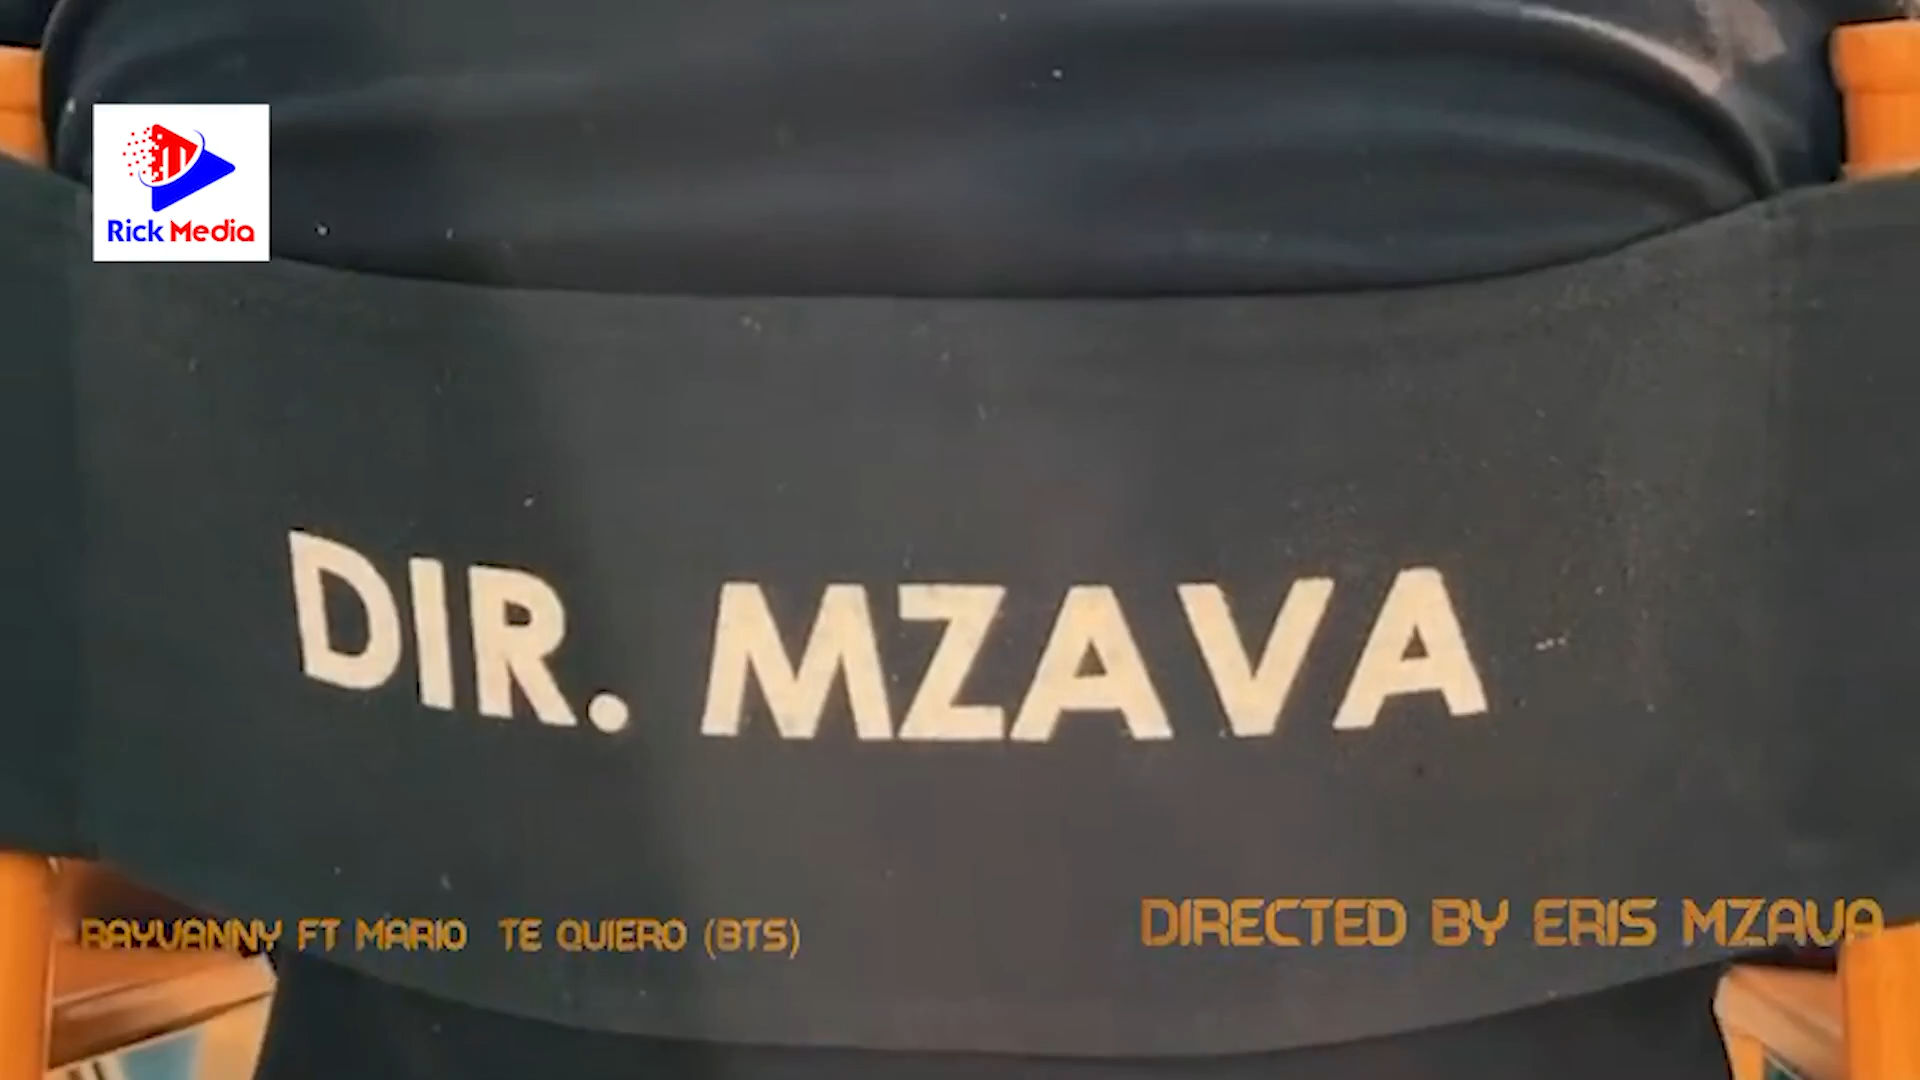 Rick Media
DIR. MZAVA
RAYVANNY FT MARIO TE QUIERO (BTS)
DIRECTED BY ERIS MZAVA